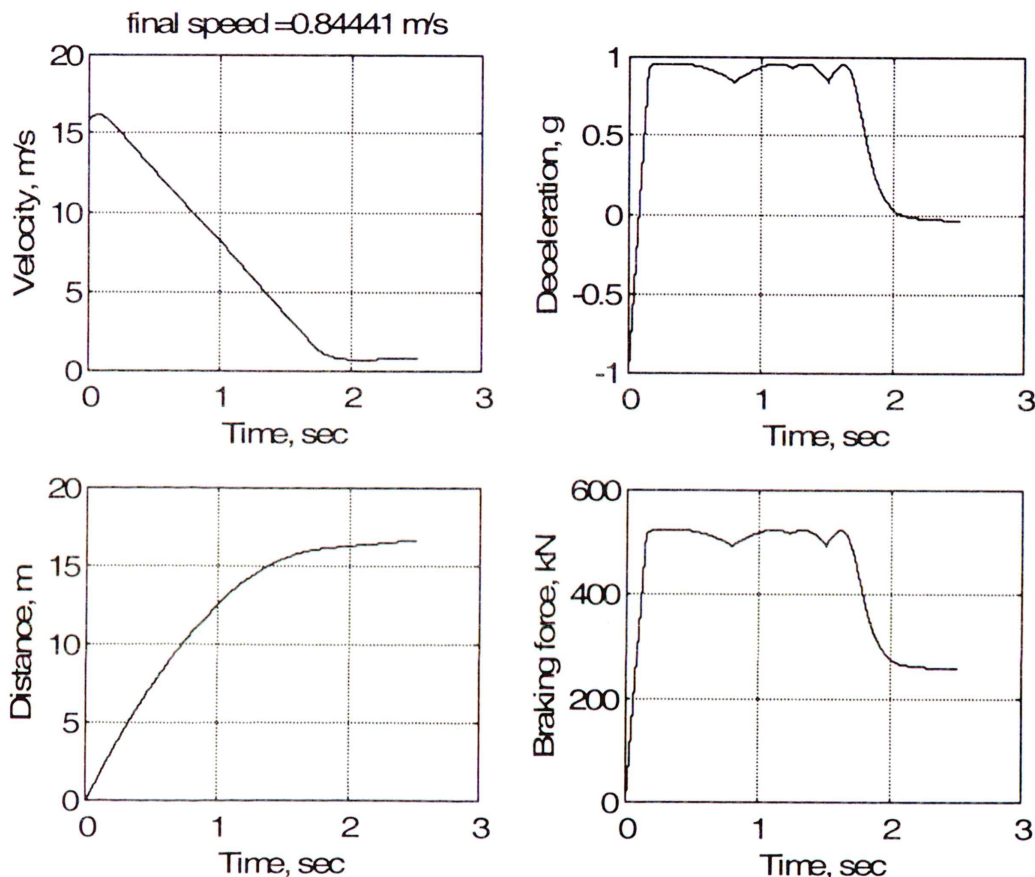 final speed =0.84441 m/s
20
15
10
5
0
Velocity, m/s
0 1 2 3
Time, sec
1
0.5
0
-0.5
-1
Deceleration, g
0 1 2 3
Time, sec
20
15
10
5
0
Distance, m
0 1 2 3
Time, sec
600
400
200
0
Braking force, kN
0 1 2 3
Time, sec